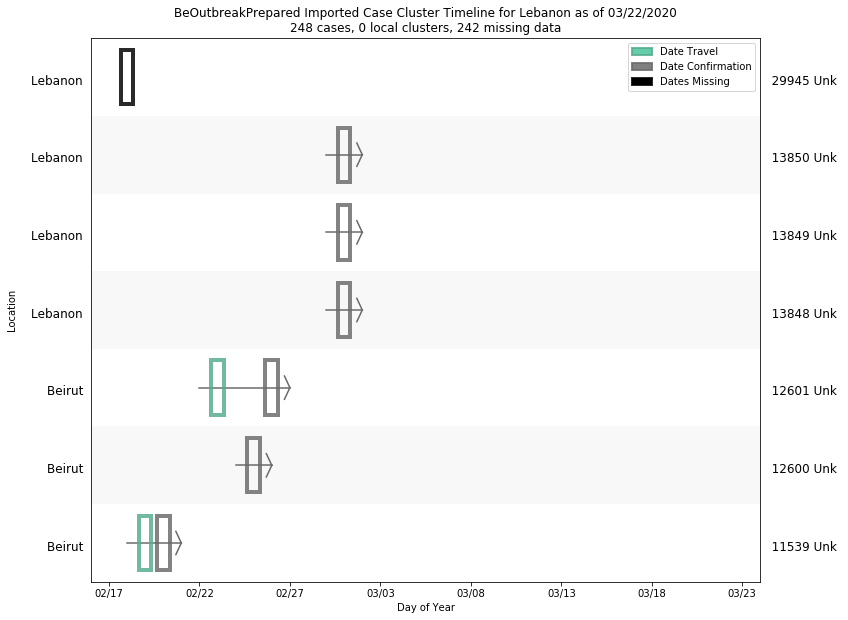 BeOutbreakPrepared Imported Case Cluster Timeline for Lebanon as of 03/22/2020
248 cases, 0 local clusters, 242 missing data
Date Travel
Date Confirmation
Dates Missing
Lebanon 29945 Unk
Lebanon 13850 Unk
Lebanon 13849 Unk
Lebanon 13848 Unk
Beirut 12601 Unk
Beirut 12600 Unk
Beirut 11539 Unk
Location
02/17 02/22 02/27 03/03 03/08 03/13 03/18 03/23
Day of Year